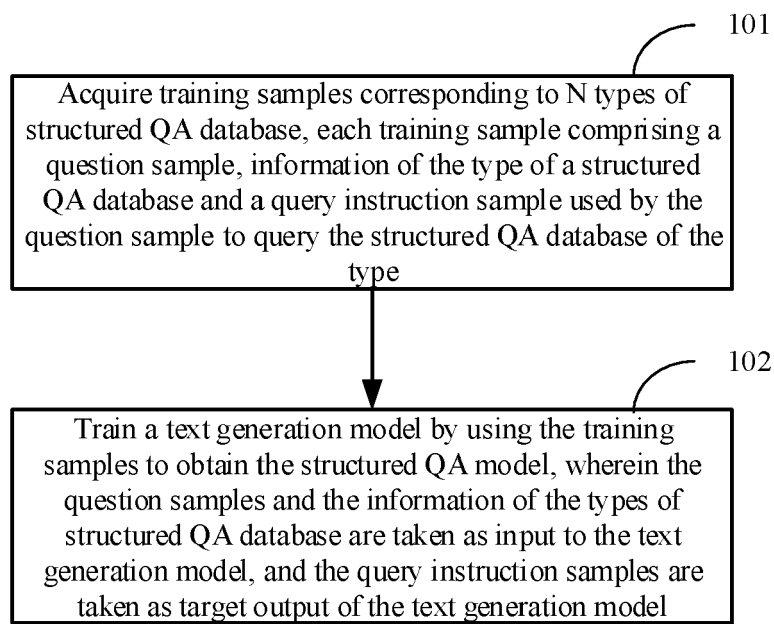 101
Acquire training samples corresponding to N types of
structured QA database, each training sample comprising a
question sample, information of the type of a structured
QA database and a query instruction sample used by the
question sample to query the structured QA database of the
type
102
Train a text generation model by using the training
samples to obtain the structured QA model, wherein the
question samples and the information of the types of
structured QA database are taken as input to the text
generation model, and the query instruction samples are
taken as target output of the text generation model